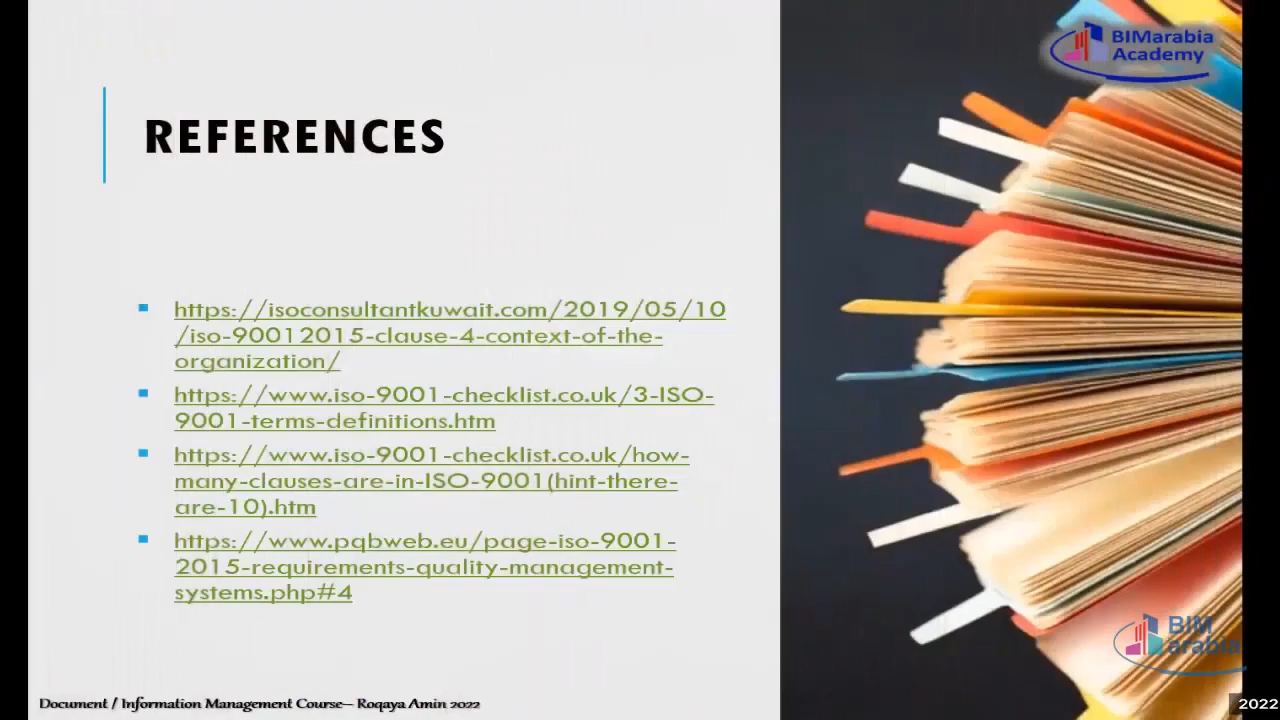 BIMarabia
Academy
REFERENCES
https://isoconsultantkuwait.com/2019/05/10
/iso-90012015-clause-4-context-of-the-
organization/
https://www.iso-9001-checklist.co.uk/3-ISO-
9001-terms-definitions.htm
https://www.iso-9001-checklist.co.uk/how-
many-clauses-are-in-ISO-9001(hint-there-
are-10).htm
https://www.pqbweb.eu/page-iso-9001-
2015-requirements-quality-management-
systems.php#4
BIM
arabia
Document / Information Management Course– Roqaya Amin 2022
2022